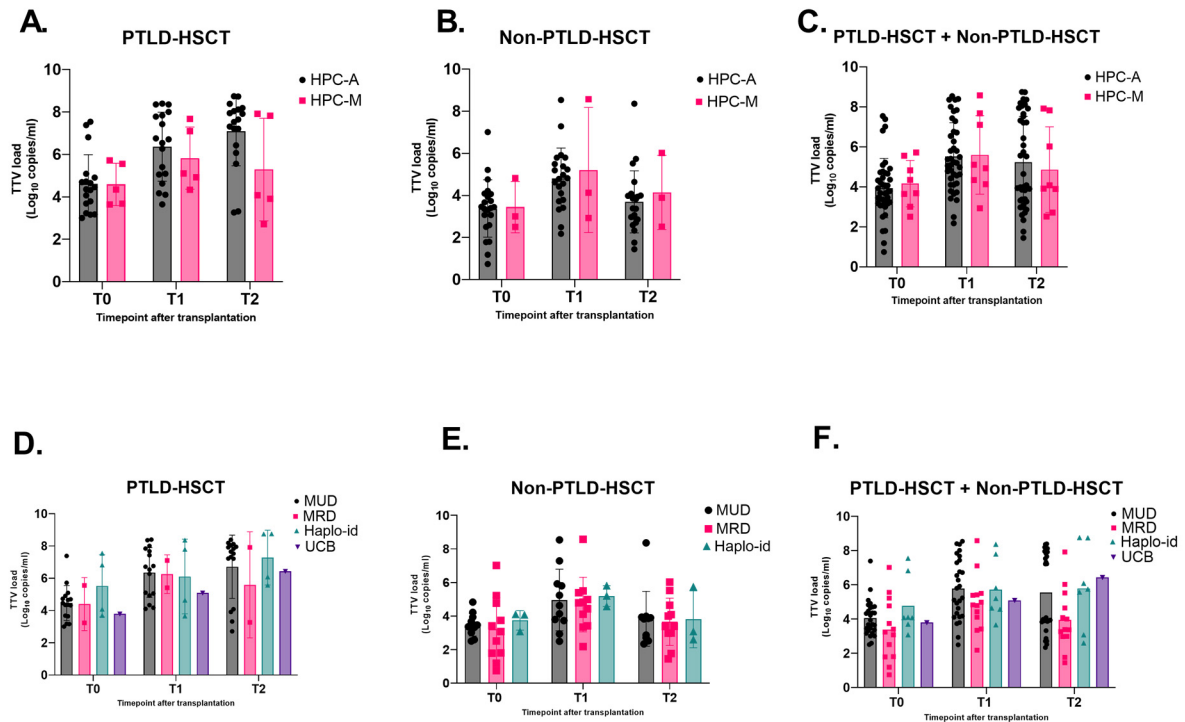 A.
PTLD-HSCT
HPC-A
HPC-M
TTV load
(Log10 copies/ml)
10
8
6
4
2
0
T0 T1 T2
Timepoint after transplantation
B.
Non-PTLD-HSCT
HPC-A
HPC-M
TTV load
(Log10 copies/ml)
10
8
6
4
2
0
T0 T1 T2
Timepoint after transplantation
C.
PTLD-HSCT + Non-PTLD-HSCT
HPC-A
HPC-M
TTV load
(Log10 copies/ml)
10
8
6
4
2
0
T0 T1 T2
Timepoint after transplantation
D.
PTLD-HSCT
MUD
MRD
Haplo-id
UCB
TTV load
(Log10 copies/ml)
10
8
6
4
2
0
T0 T1 T2
Timepoint after transplantation
E.
Non-PTLD-HSCT
MUD
MRD
Haplo-id
TTV load
(Log10 copies/ml)
10
8
6
4
2
0
T0 T1 T2
Timepoint after transplantation
F.
PTLD-HSCT + Non-PTLD-HSCT
MUD
MRD
Haplo-id
UCB
TTV load
(Log10 copies/ml)
10
8
6
4
2
0
T0 T1 T2
Timepoint after transplantation